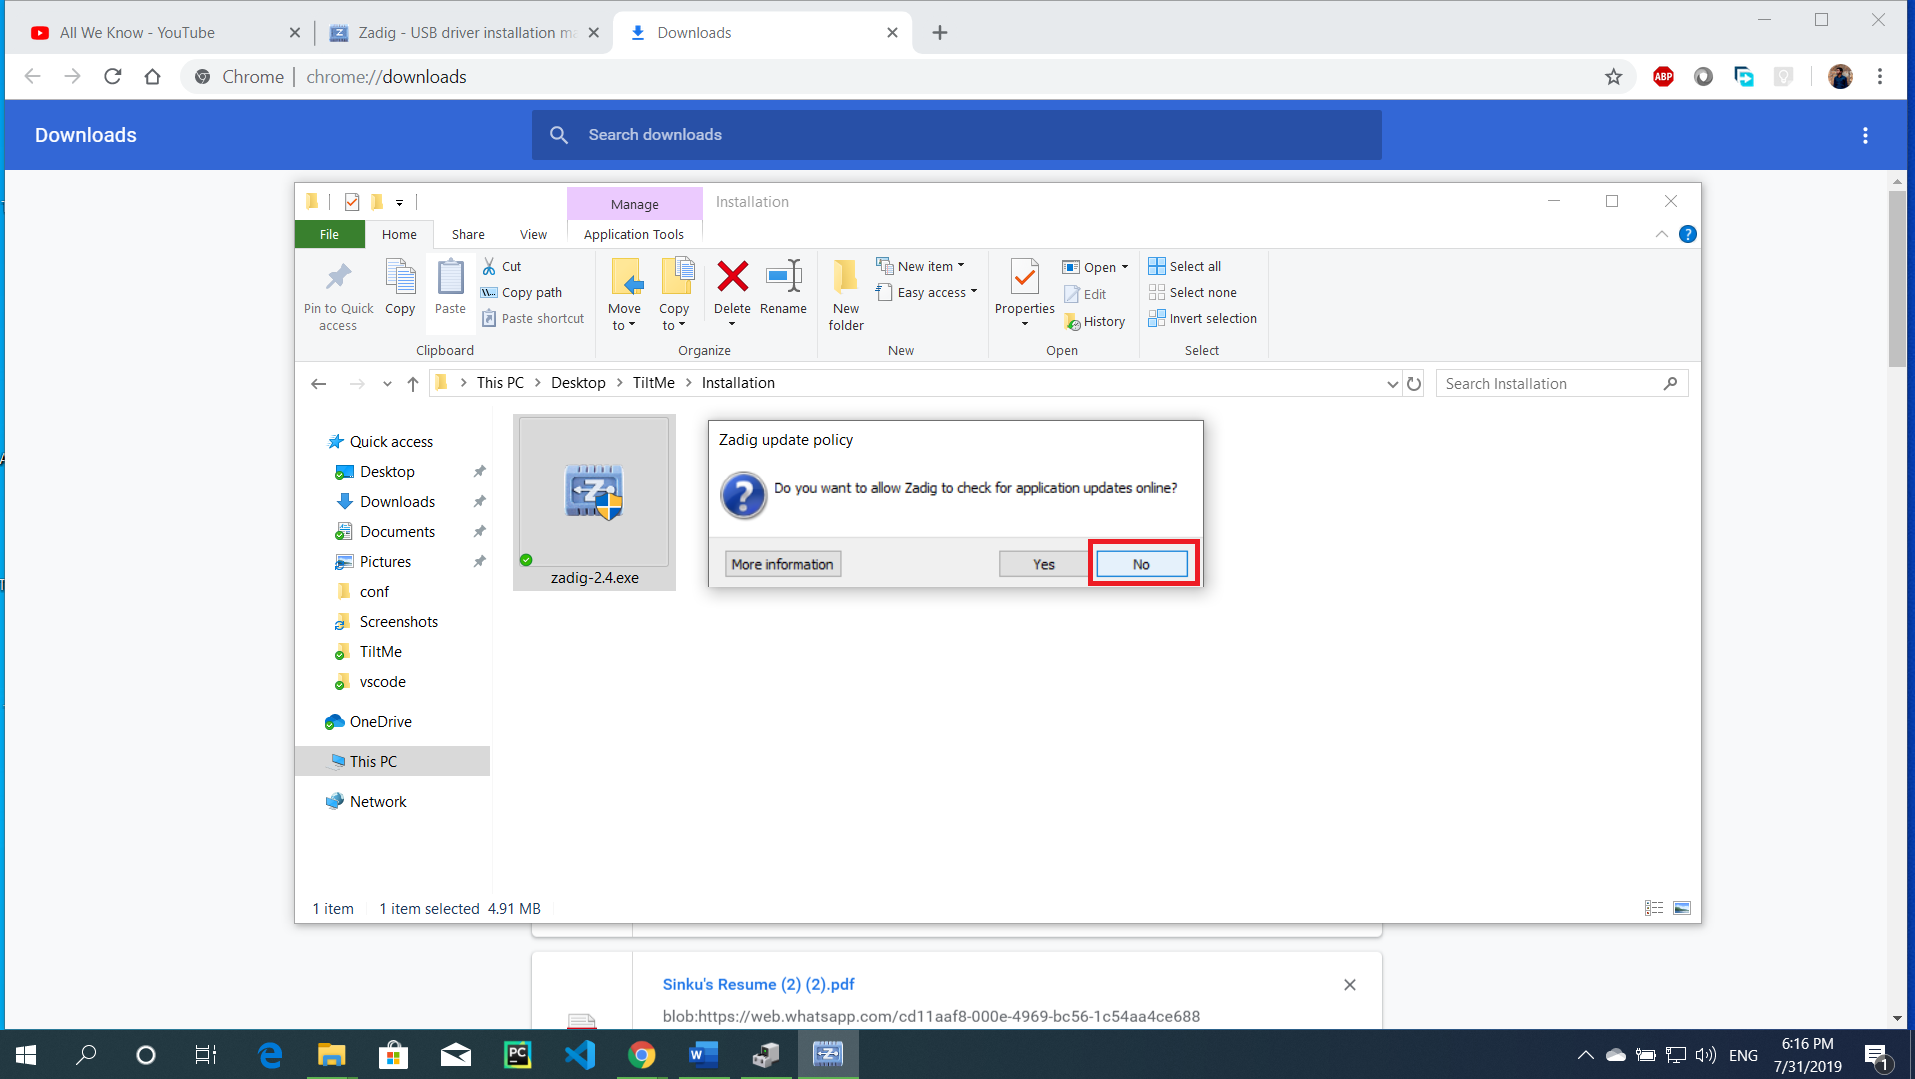 All We Know - YouTube
Zadig - USB driver installation ma
Downloads
Chrome | chrome://downloads
ABP
Downloads
Search downloads
Manage
Installation
File
Home
Share
View
Application Tools
Pin to Quick access
Copy
Paste
Cut
Copy path
Paste shortcut
Clipboard
Move to
Copy to
Delete
Rename
Organize
New folder
New item
Easy access
New
Properties
Open
Edit
History
Open
Select all
Select none
Invert selection
Select
This PC > Desktop > TiltMe > Installation
Search Installation
Quick access
Desktop
Downloads
Documents
Pictures
conf
Screenshots
TiltMe
vscode
OneDrive
This PC
Network
zadig-2.4.exe
Zadig update policy
Do you want to allow Zadig to check for application updates online?
More information
Yes
No
1 item
1 item selected 4.91 MB
Sinku's Resume (2) (2).pdf
blob:https://web.whatsapp.com/cd11aaf8-000e-4969-bc56-1c54aa4ce688
ENG
6:16 PM
7/31/2019
1